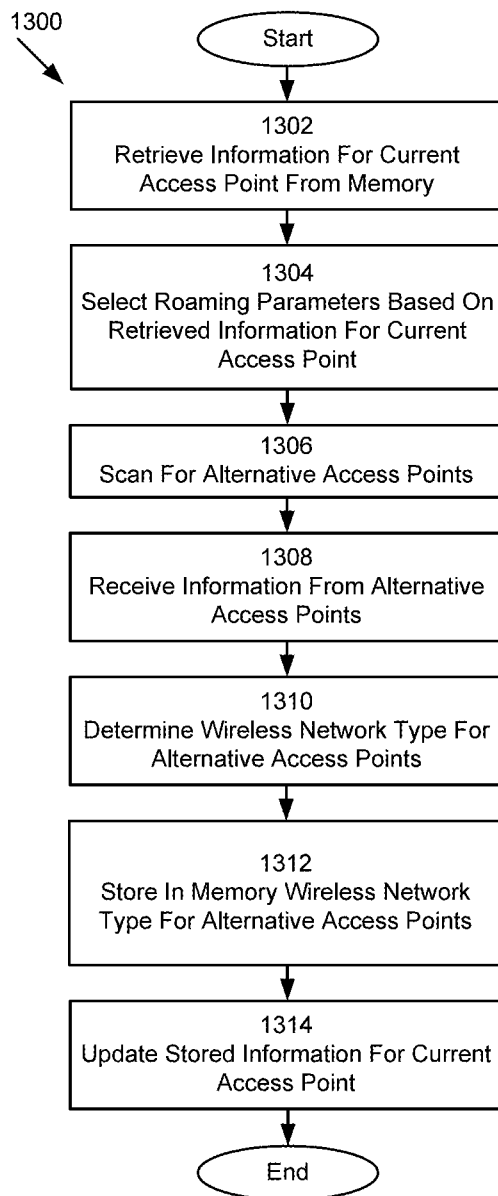 1300
Start
1302
Retrieve Information For Current
Access Point From Memory
1304
Select Roaming Parameters Based On
Retrieved Information For Current
Access Point
1306
Scan For Alternative Access Points
1308
Receive Information From Alternative
Access Points
1310
Determine Wireless Network Type For
Alternative Access Points
1312
Store In Memory Wireless Network
Type For Alternative Access Points
1314
Update Stored Information For Current
Access Point
End